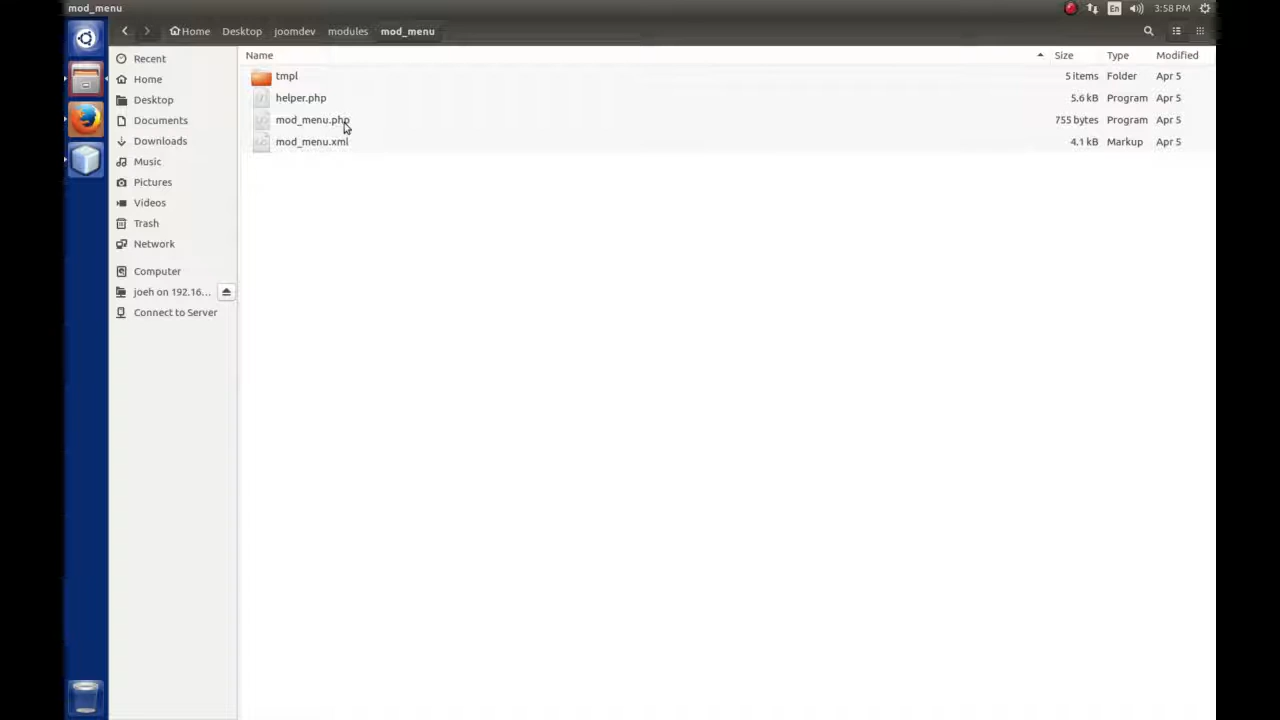 mod_menu
En 3:58 PM
Home Desktop joomdev modules mod_menu
Name Size Type Modified
Recent
Home
Desktop
Documents
Downloads
Music
Pictures
Videos
Trash
Network
Computer
joeh on 192.16...
Connect to Server
tmpl 5 items Folder Apr 5
helper.php 5.6 kB Program Apr 5
mod_menu.php 755 bytes Program Apr 5
mod_menu.xml 4.1 kB Markup Apr 5